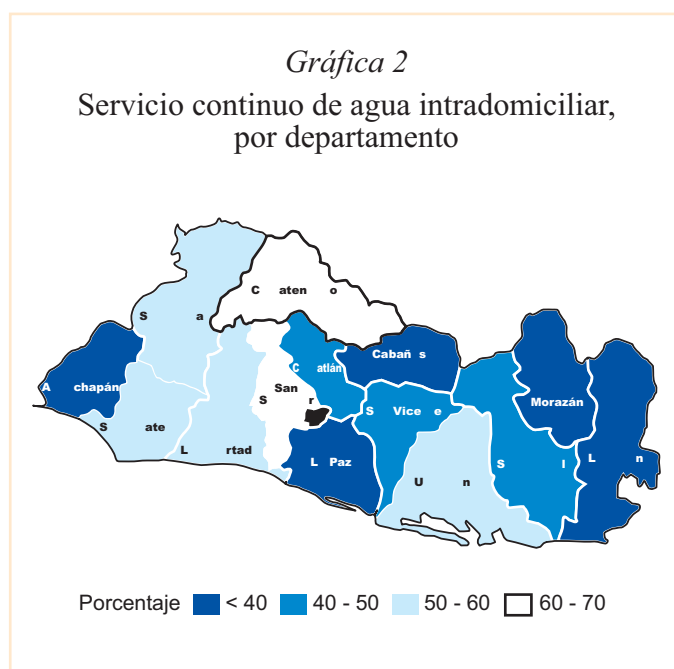 Gráfica 2
Servicio continuo de agua intradomiciliar,
por departamento
C aten o
S a
A chapán
C atlán
Cabañ s
San
S r
S Vice e
Morazán
S ate
L rtad
L Paz
U n
S l
L n
Porcentaje < 40 40 - 50 50 - 60 60 - 70